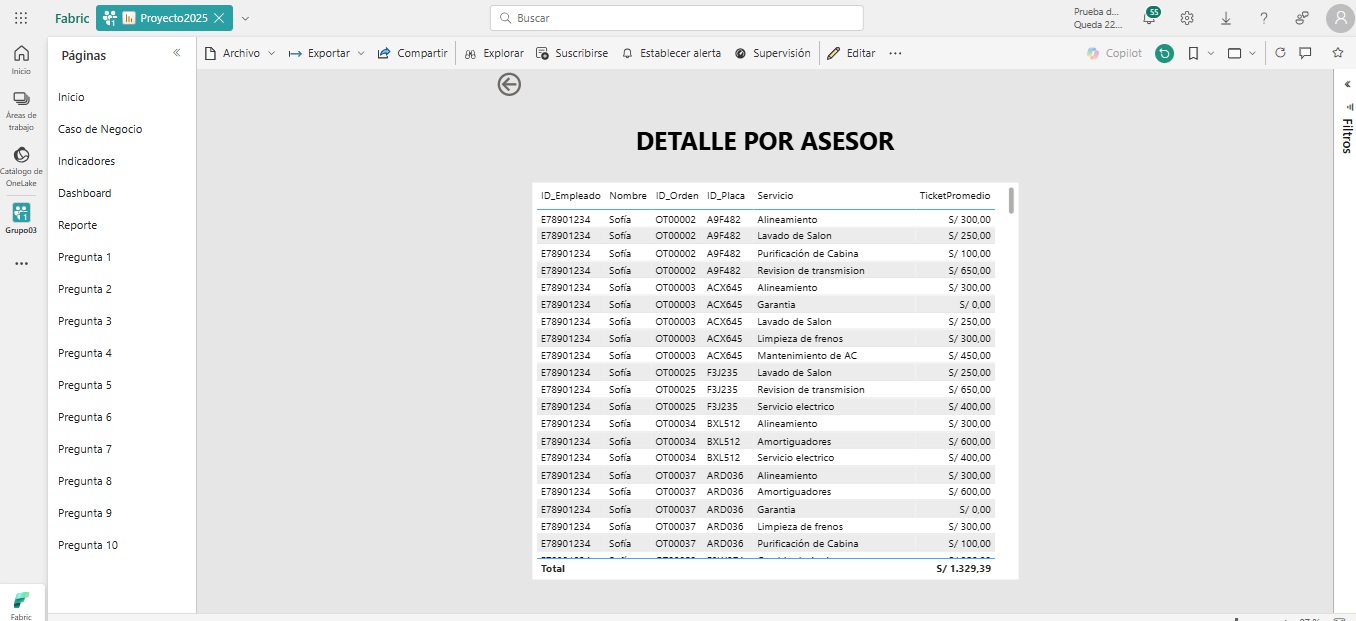 Fabric
Proyecto2025
Buscar
Prueba d...
Queda 22...
55
Inicio
Áreas de
trabajo
Catálogo de
OneLake
Grupo03
Fabric
Páginas
Inicio
Caso de Negocio
Indicadores
Dashboard
Reporte
Pregunta 1
Pregunta 2
Pregunta 3
Pregunta 4
Pregunta 5
Pregunta 6
Pregunta 7
Pregunta 8
Pregunta 9
Pregunta 10
Archivo Exportar Compartir Explorar Suscribirse Establecer alerta Supervisión Editar ... Copilot
Filtros
DETALLE POR ASESOR
ID_Empleado Nombre ID_Orden ID_Placa Servicio TicketPromedio
E78901234 Sofía OT00002 A9F482 Alineamiento S/ 300,00
E78901234 Sofía OT00002 A9F482 Lavado de Salon S/ 250,00
E78901234 Sofía OT00002 A9F482 Purificación de Cabina S/ 100,00
E78901234 Sofía OT00002 A9F482 Revision de transmision S/ 650,00
E78901234 Sofía OT00003 ACX645 Alineamiento S/ 300,00
E78901234 Sofía OT00003 ACX645 Garantia S/ 0,00
E78901234 Sofía OT00003 ACX645 Lavado de Salon S/ 250,00
E78901234 Sofía OT00003 ACX645 Limpieza de frenos S/ 300,00
E78901234 Sofía OT00003 ACX645 Mantenimiento de AC S/ 450,00
E78901234 Sofía OT00025 F3J235 Lavado de Salon S/ 250,00
E78901234 Sofía OT00025 F3J235 Revision de transmision S/ 650,00
E78901234 Sofía OT00025 F3J235 Servicio electrico S/ 400,00
E78901234 Sofía OT00034 BXL512 Alineamiento S/ 300,00
E78901234 Sofía OT00034 BXL512 Amortiguadores S/ 600,00
E78901234 Sofía OT00034 BXL512 Servicio electrico S/ 400,00
E78901234 Sofía OT00037 ARD036 Alineamiento S/ 300,00
E78901234 Sofía OT00037 ARD036 Amortiguadores S/ 600,00
E78901234 Sofía OT00037 ARD036 Garantia S/ 0,00
E78901234 Sofía OT00037 ARD036 Limpieza de frenos S/ 300,00
E78901234 Sofía OT00037 ARD036 Purificación de Cabina S/ 100,00
Total S/ 1.329,39